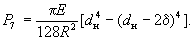 P₇ = πE/128R² [dн⁴ − (dн − 2δ)⁴].